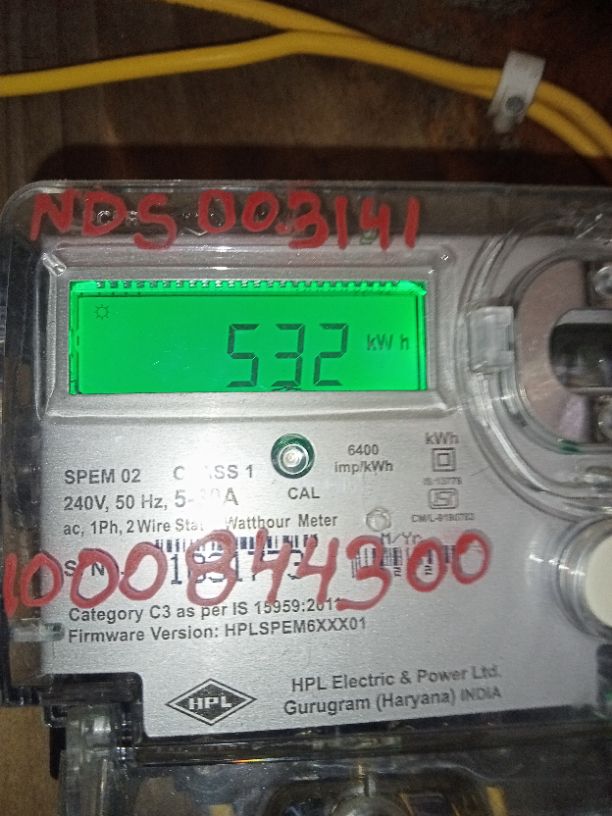 NDS 003141
532 kWh
6400
imp/kWh
kWh
SPEM 02
240V, 50 Hz,
CAL
ac, 1Ph, 2 Wire Watthour Meter
M/Yr.
1000844300
Category C3 as per IS 15959:2011
Firmware Version: HPLSPEM6XXX01
HPL
HPL Electric & Power Ltd.
Gurugram (Haryana) INDIA